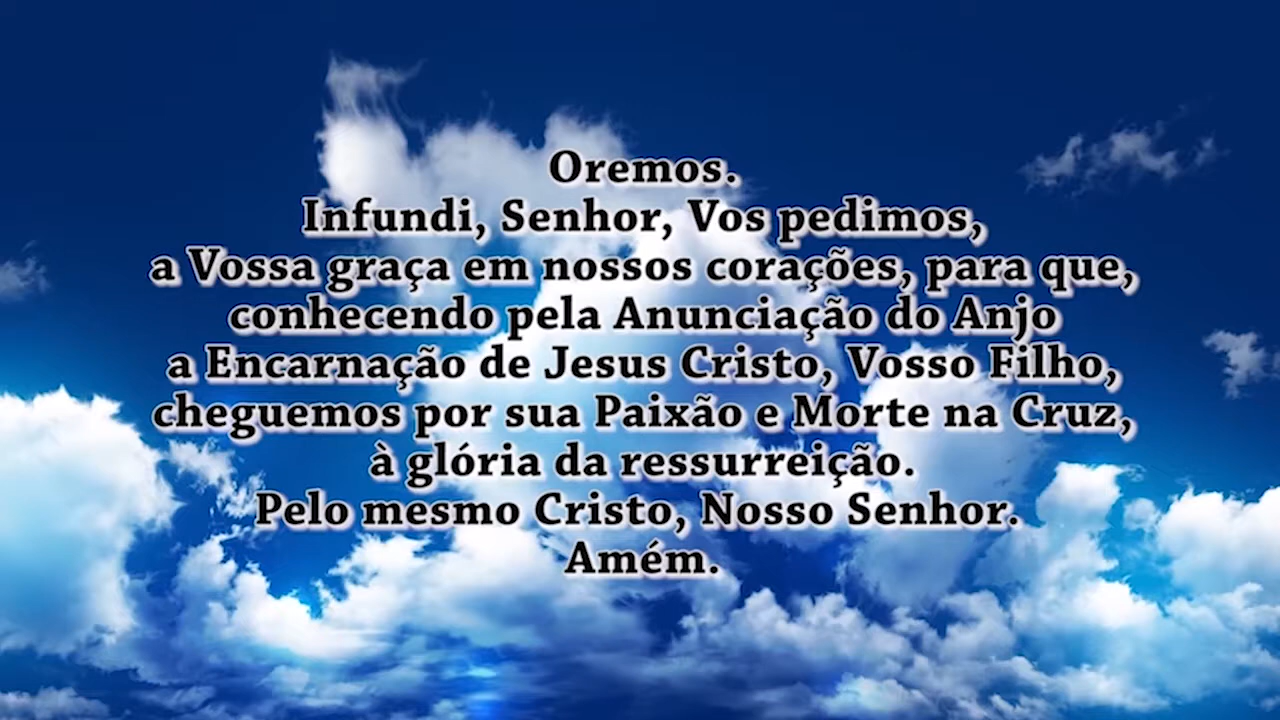 Oremos.
Infundi, Senhor, Vos pedimos,
a Vossa graça em nossos corações, para que,
conhecendo pela Anunciação do Anjo
a Encarnação de Jesus Cristo, Vosso Filho,
cheguemos por sua Paixão e Morte na Cruz,
à glória da ressurreição.
Pelo mesmo Cristo, Nosso Senhor.
Amém.